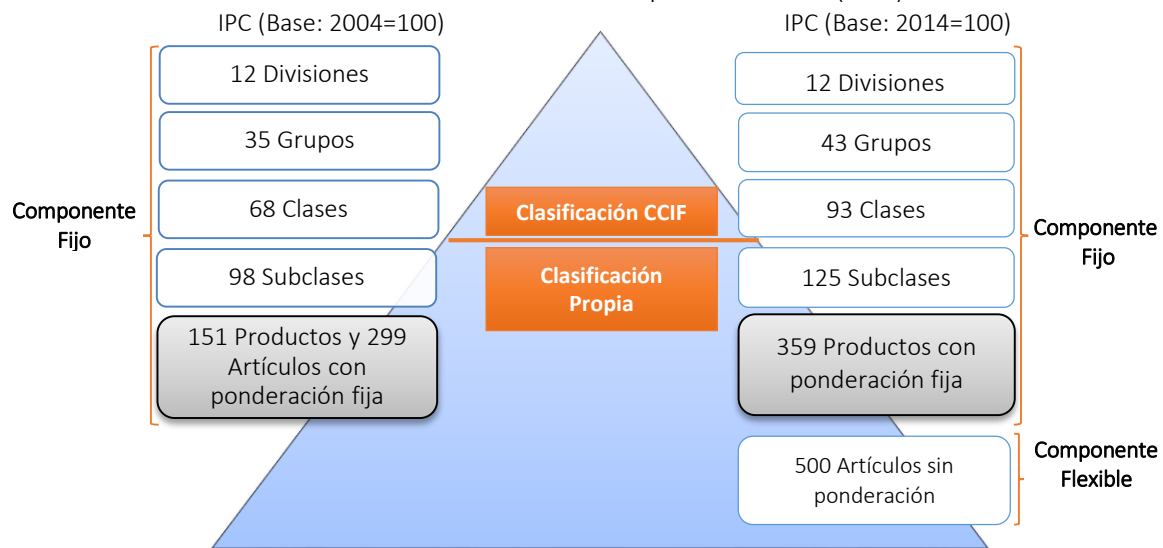 IPC (Base: 2004=100)
12 Divisiones
35 Grupos
68 Clases
98 Subclases
151 Productos y 299
Artículos con
ponderación fija
Componente
Fijo
Clasificación CCIF
Clasificación
Propia
IPC (Base: 2014=100)
12 Divisiones
43 Grupos
93 Clases
125 Subclases
359 Productos con
ponderación fija
Componente
Fijo
500 Artículos sin
ponderación
Componente
Flexible